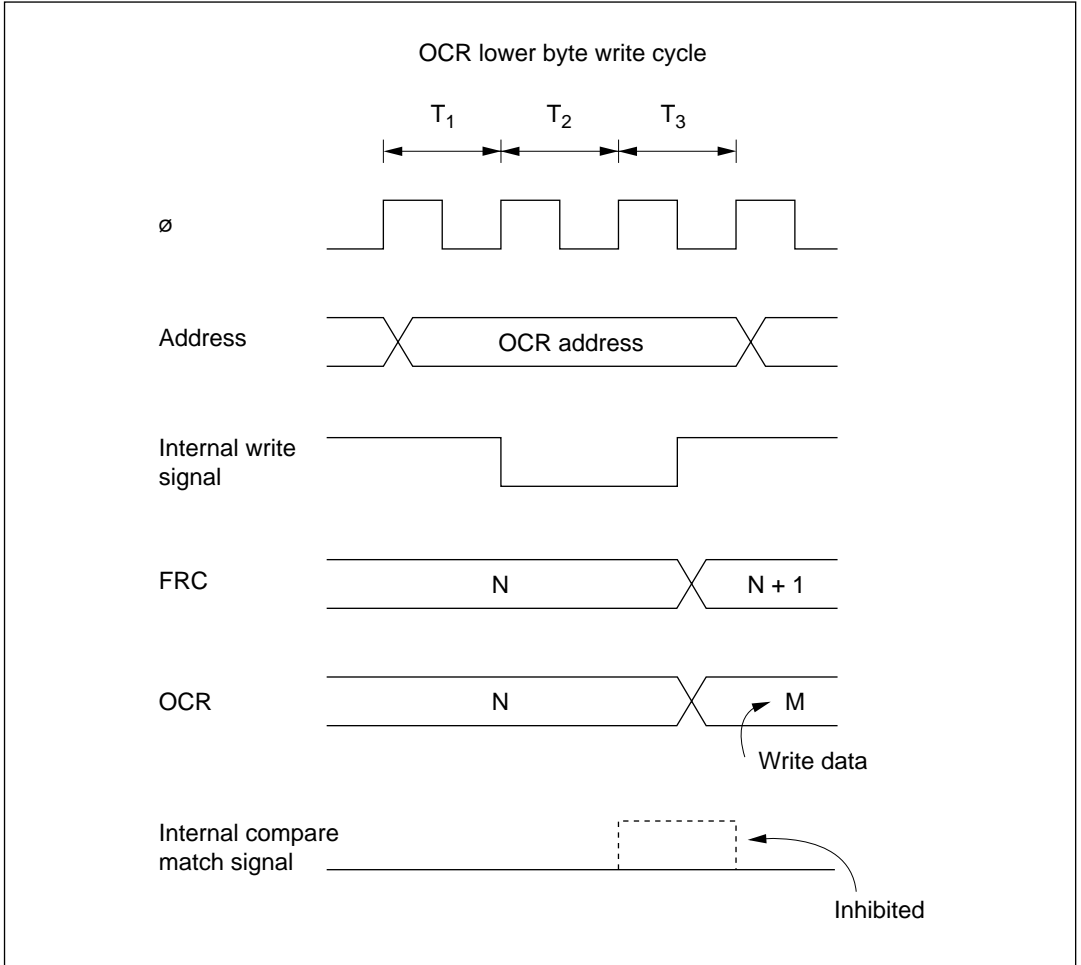 OCR lower byte write cycle
T1 T2 T3
ø
Address
OCR address
Internal write
signal
FRC
N
N + 1
OCR
N
M
Write data
Internal compare
match signal
Inhibited